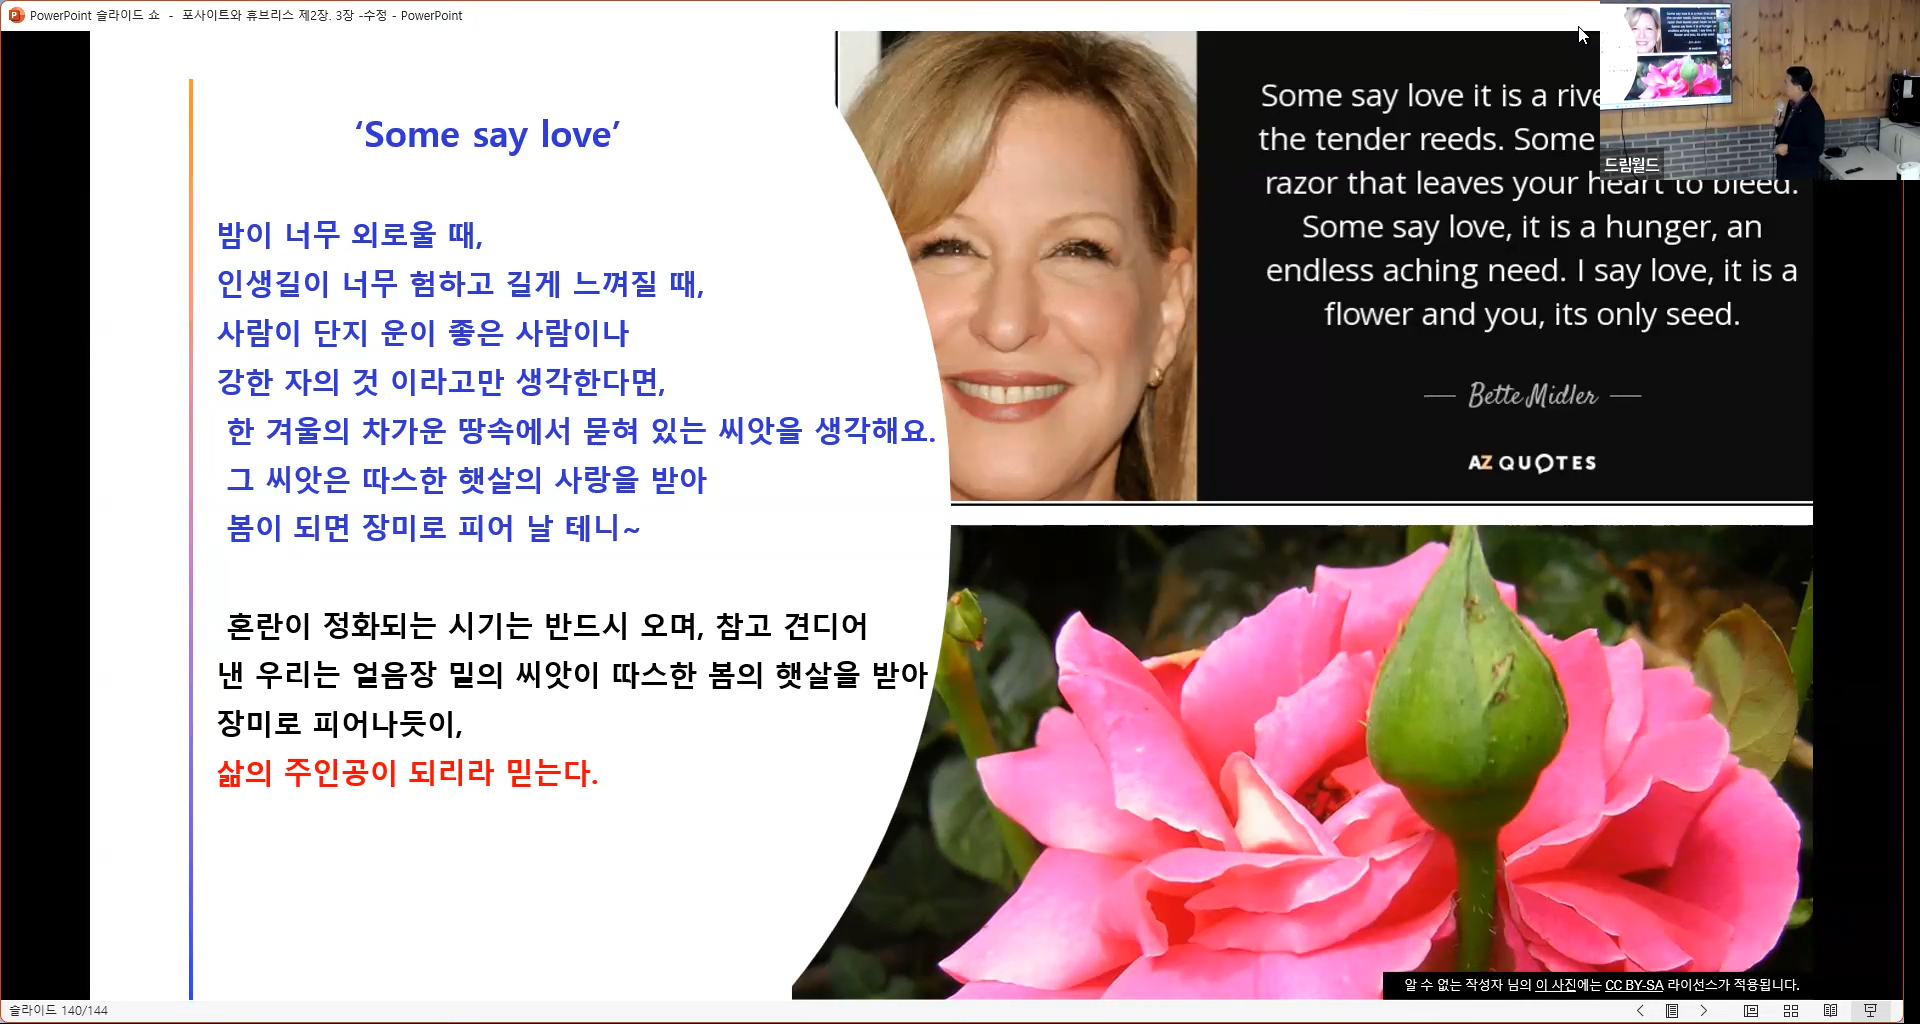 PowerPoint 슬라이드 쇼 - 포사이트와 휴브리스 제2장. 3장 -수정 - PowerPoint
‘Some say love’
밤이 너무 외로울 때,
인생길이 너무 험하고 길게 느껴질 때,
사람이 단지 운이 좋은 사람이나
강한 자의 것 이라고만 생각한다면,
한 겨울의 차가운 땅속에서 묻혀 있는 씨앗을 생각해요.
그 씨앗은 따스한 햇살의 사랑을 받아
봄이 되면 장미로 피어 날 테니~
혼란이 정화되는 시기는 반드시 오며, 참고 견디어
낸 우리는 얼음장 밑의 씨앗이 따스한 봄의 햇살을 받아
장미로 피어나듯이,
삶의 주인공이 되리라 믿는다.
Some say love it is a rive
the tender reeds. Some
razor that leaves your heart to bleed.
Some say love, it is a hunger, an
endless aching need. I say love, it is a
flower and you, its only seed.
Bette Midler
AZ QUOTES
드림월드
알 수 없는 작성자 님의 이 사진에는 CC BY-SA 라이선스가 적용됩니다.
슬라이드 140/144